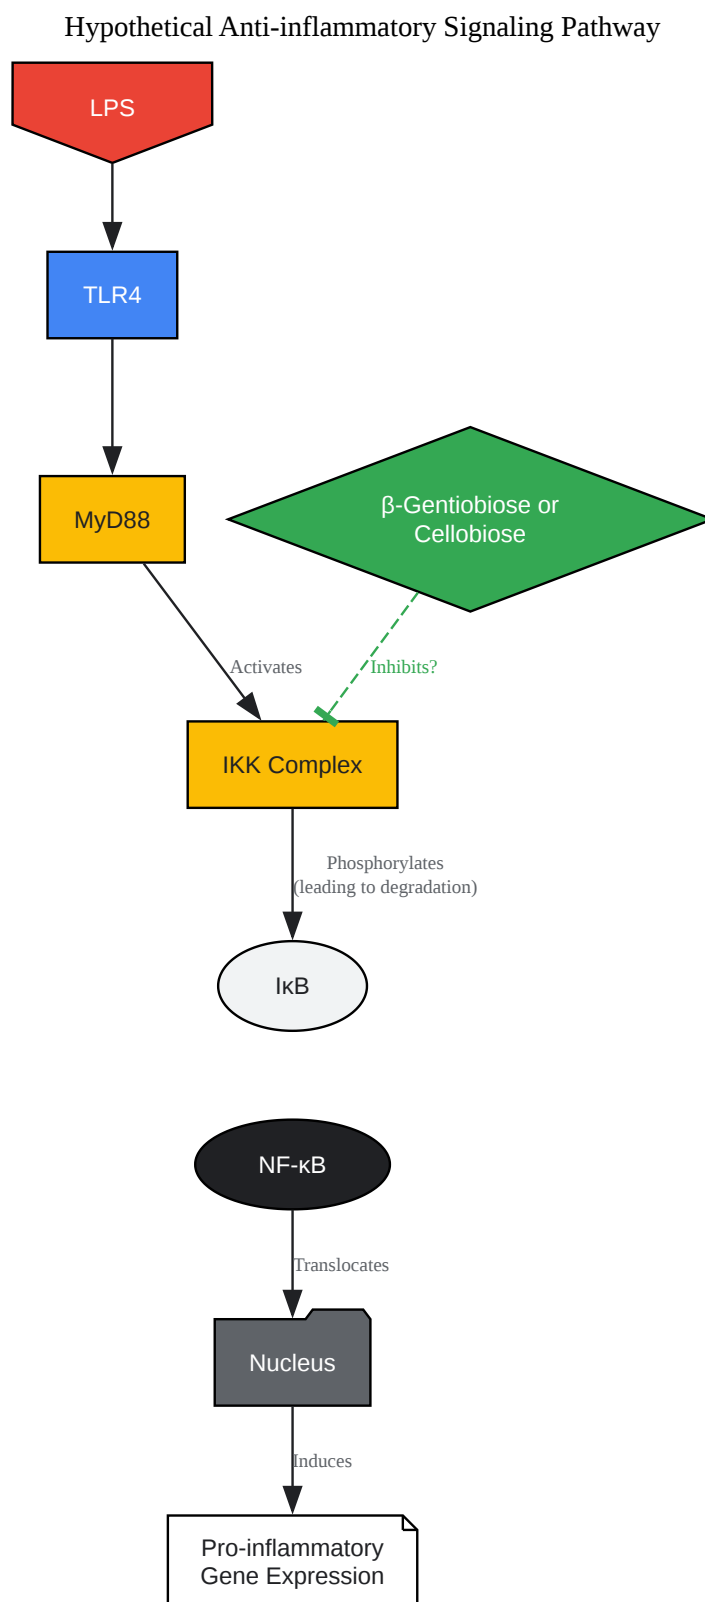 Hypothetical Anti-inflammatory Signaling Pathway
LPS
TLR4
MyD88
β-Gentiobiose or
Cellobiose
Activates
Inhibits?
IKK Complex
Phosphorylates
(leading to degradation)
IκB
NF-κB
Translocates
Nucleus
Induces
Pro-inflammatory
Gene Expression